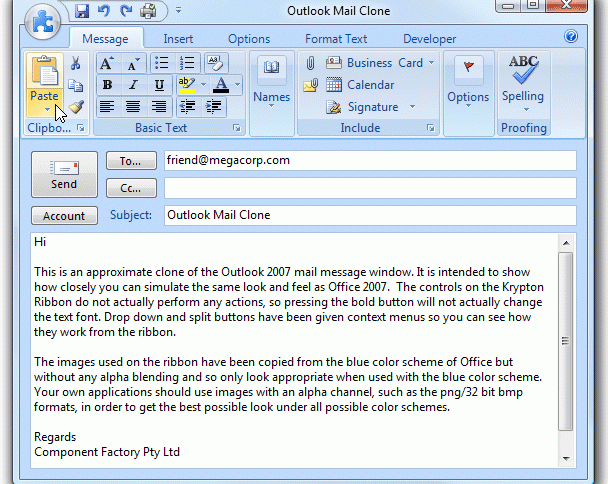 Outlook Mail Clone
Message Insert Options Format Text Developer
Paste
Clipbo...
B I U
ab
A
Basic Text
Names
Business Card
Calendar
Signature
Include
Options
ABC
Spelling
Proofing
Send
To...
friend@megacorp.com
Cc...
Account
Subject:
Outlook Mail Clone
Hi
This is an approximate clone of the Outlook 2007 mail message window. It is intended to show
how closely you can simulate the same look and feel as Office 2007.  The controls on the Krypton
Ribbon do not actually perform any actions, so pressing the bold button will not actually change
the text font. Drop down and split buttons have been given context menus so you can see how
they work from the ribbon.
The images used on the ribbon have been copied from the blue color scheme of Office but
without any alpha blending and so only look appropriate when used with the blue color scheme.
Your own applications should use images with an alpha channel, such as the png/32 bit bmp
formats, in order to get the best possible look under all possible color schemes.
Regards
Component Factory Pty Ltd